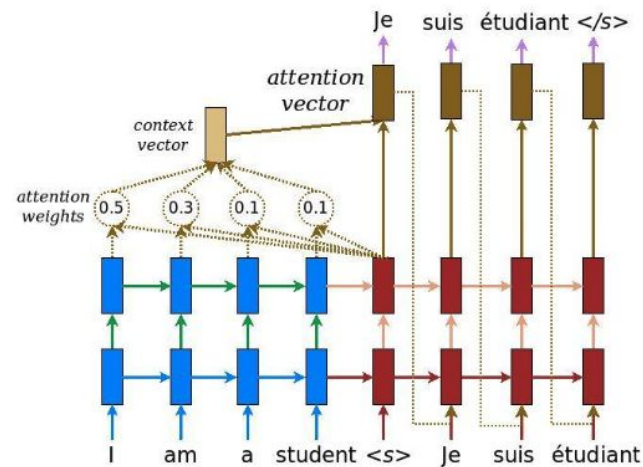 Je suis étudiant </s>
attention
vector
context
vector
attention
weights
0.5 0.3 0.1 0.1
I am a student <s> Je suis étudiant